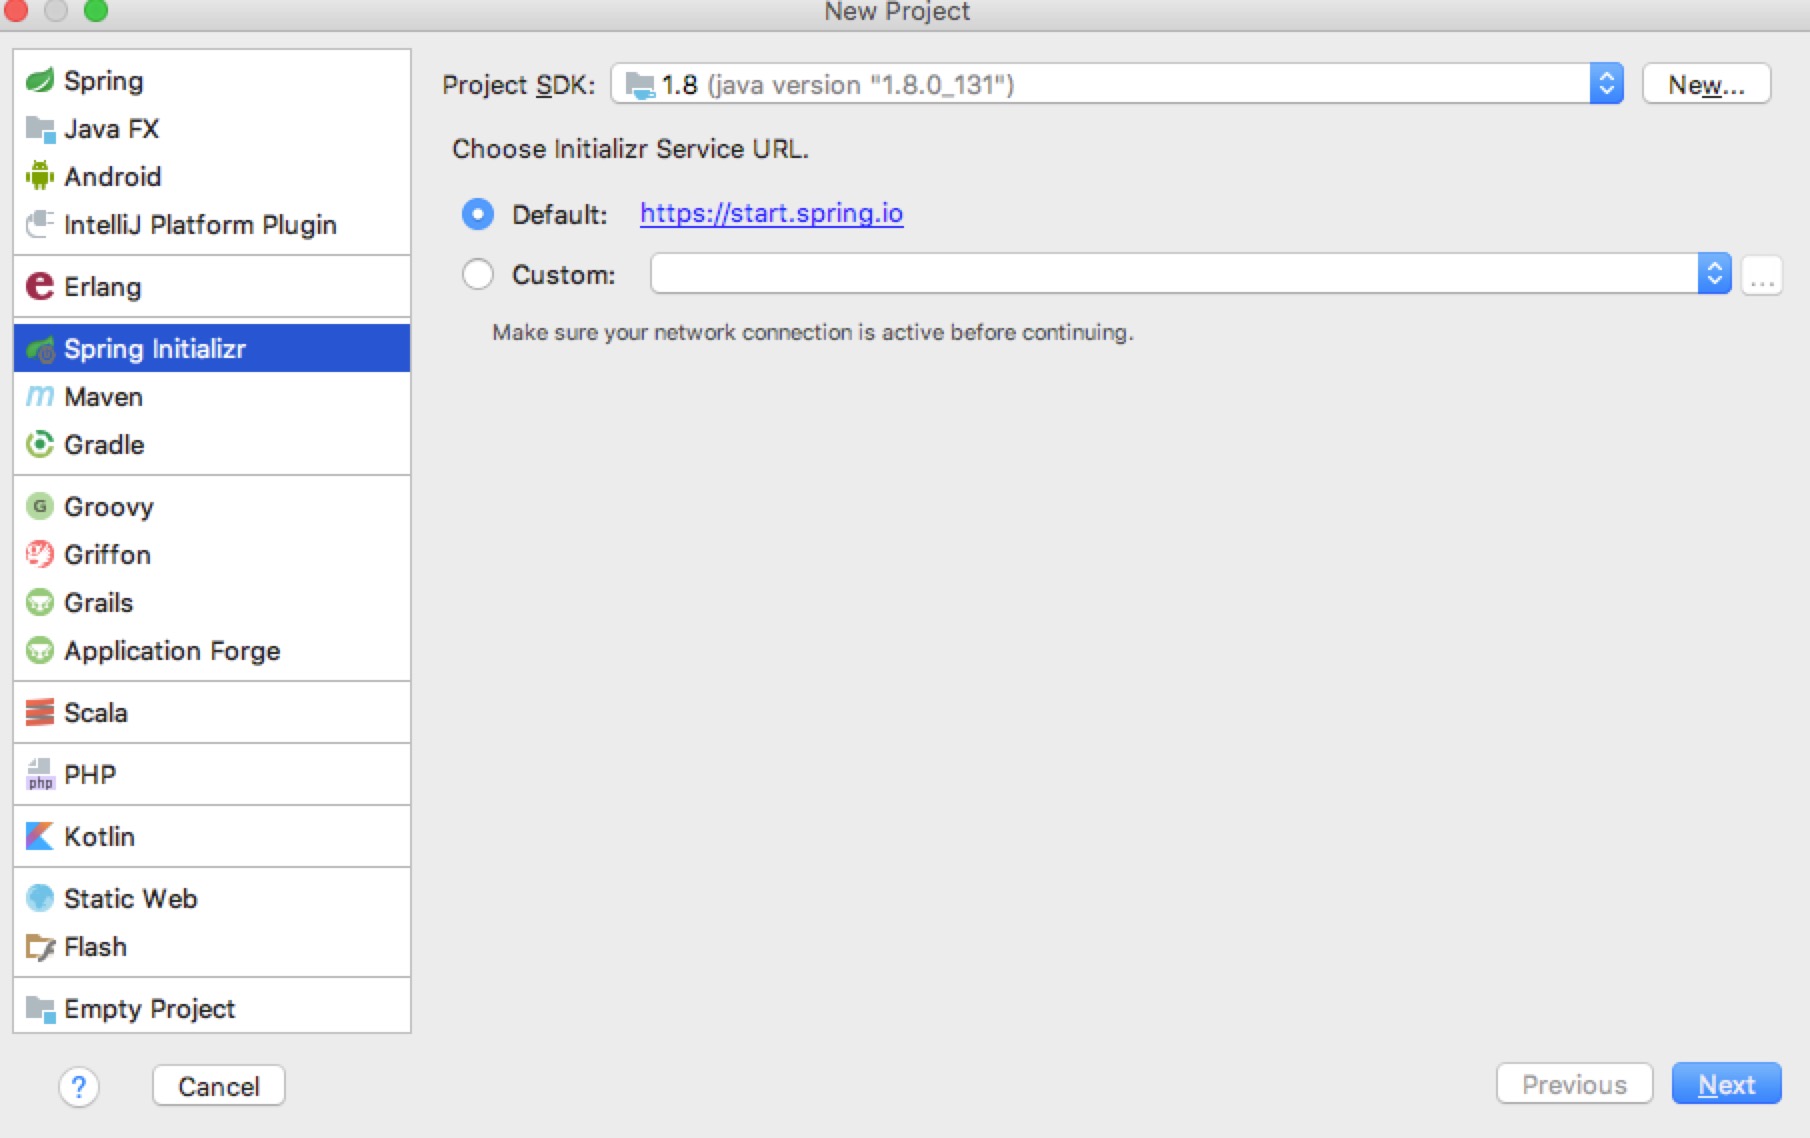 New Project
Spring
Java FX
Android
IntelliJ Platform Plugin
Erlang
Spring Initializr
Maven
Gradle
G Groovy
Griffon
Grails
Application Forge
Scala
php PHP
Kotlin
Static Web
Flash
Empty Project
Project SDK: 1.8 (java version "1.8.0_131") New...
Choose Initializr Service URL.
Default: https://start.spring.io
Custom: ...
Make sure your network connection is active before continuing.
? Cancel Previous Next